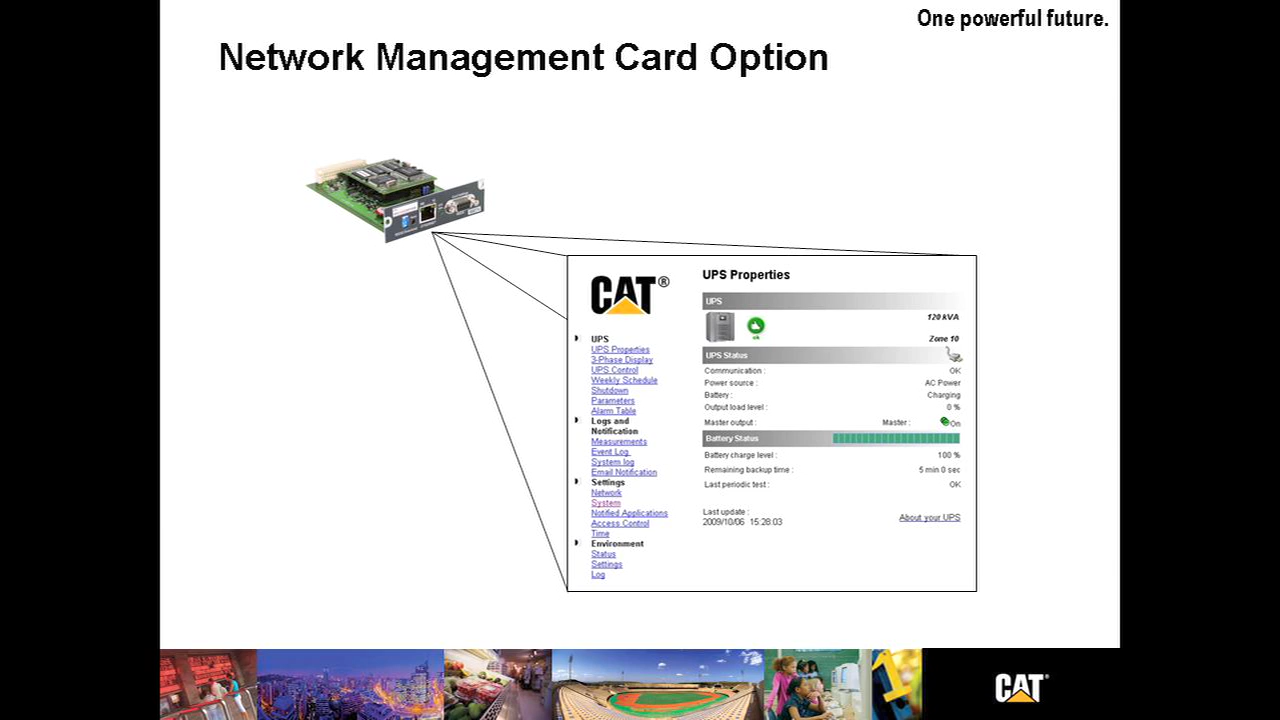 One powerful future.
Network Management Card Option
CAT®
UPS Properties
UPS
120 kVA
ok
Zone 10
UPS Status
Communication : OK
Power source : AC Power
Battery : Charging
Output load level : 0 %
Master output : Master : On
Battery Status
Battery charge level : 100 %
Remaining backup time : 5 min 0 sec
Last periodic test : OK
Last update :
2009/10/06 15:28:03
About your UPS
UPS
UPS Properties
3-Phase Display
UPS Control
Weekly Schedule
Shutdown
Parameters
Alarm Table
Logs and
Notification
Measurements
Event Log
System log
Email Notification
Settings
Network
System
Notified Applications
Access Control
Time
Environment
Status
Settings
Log
1
CAT®